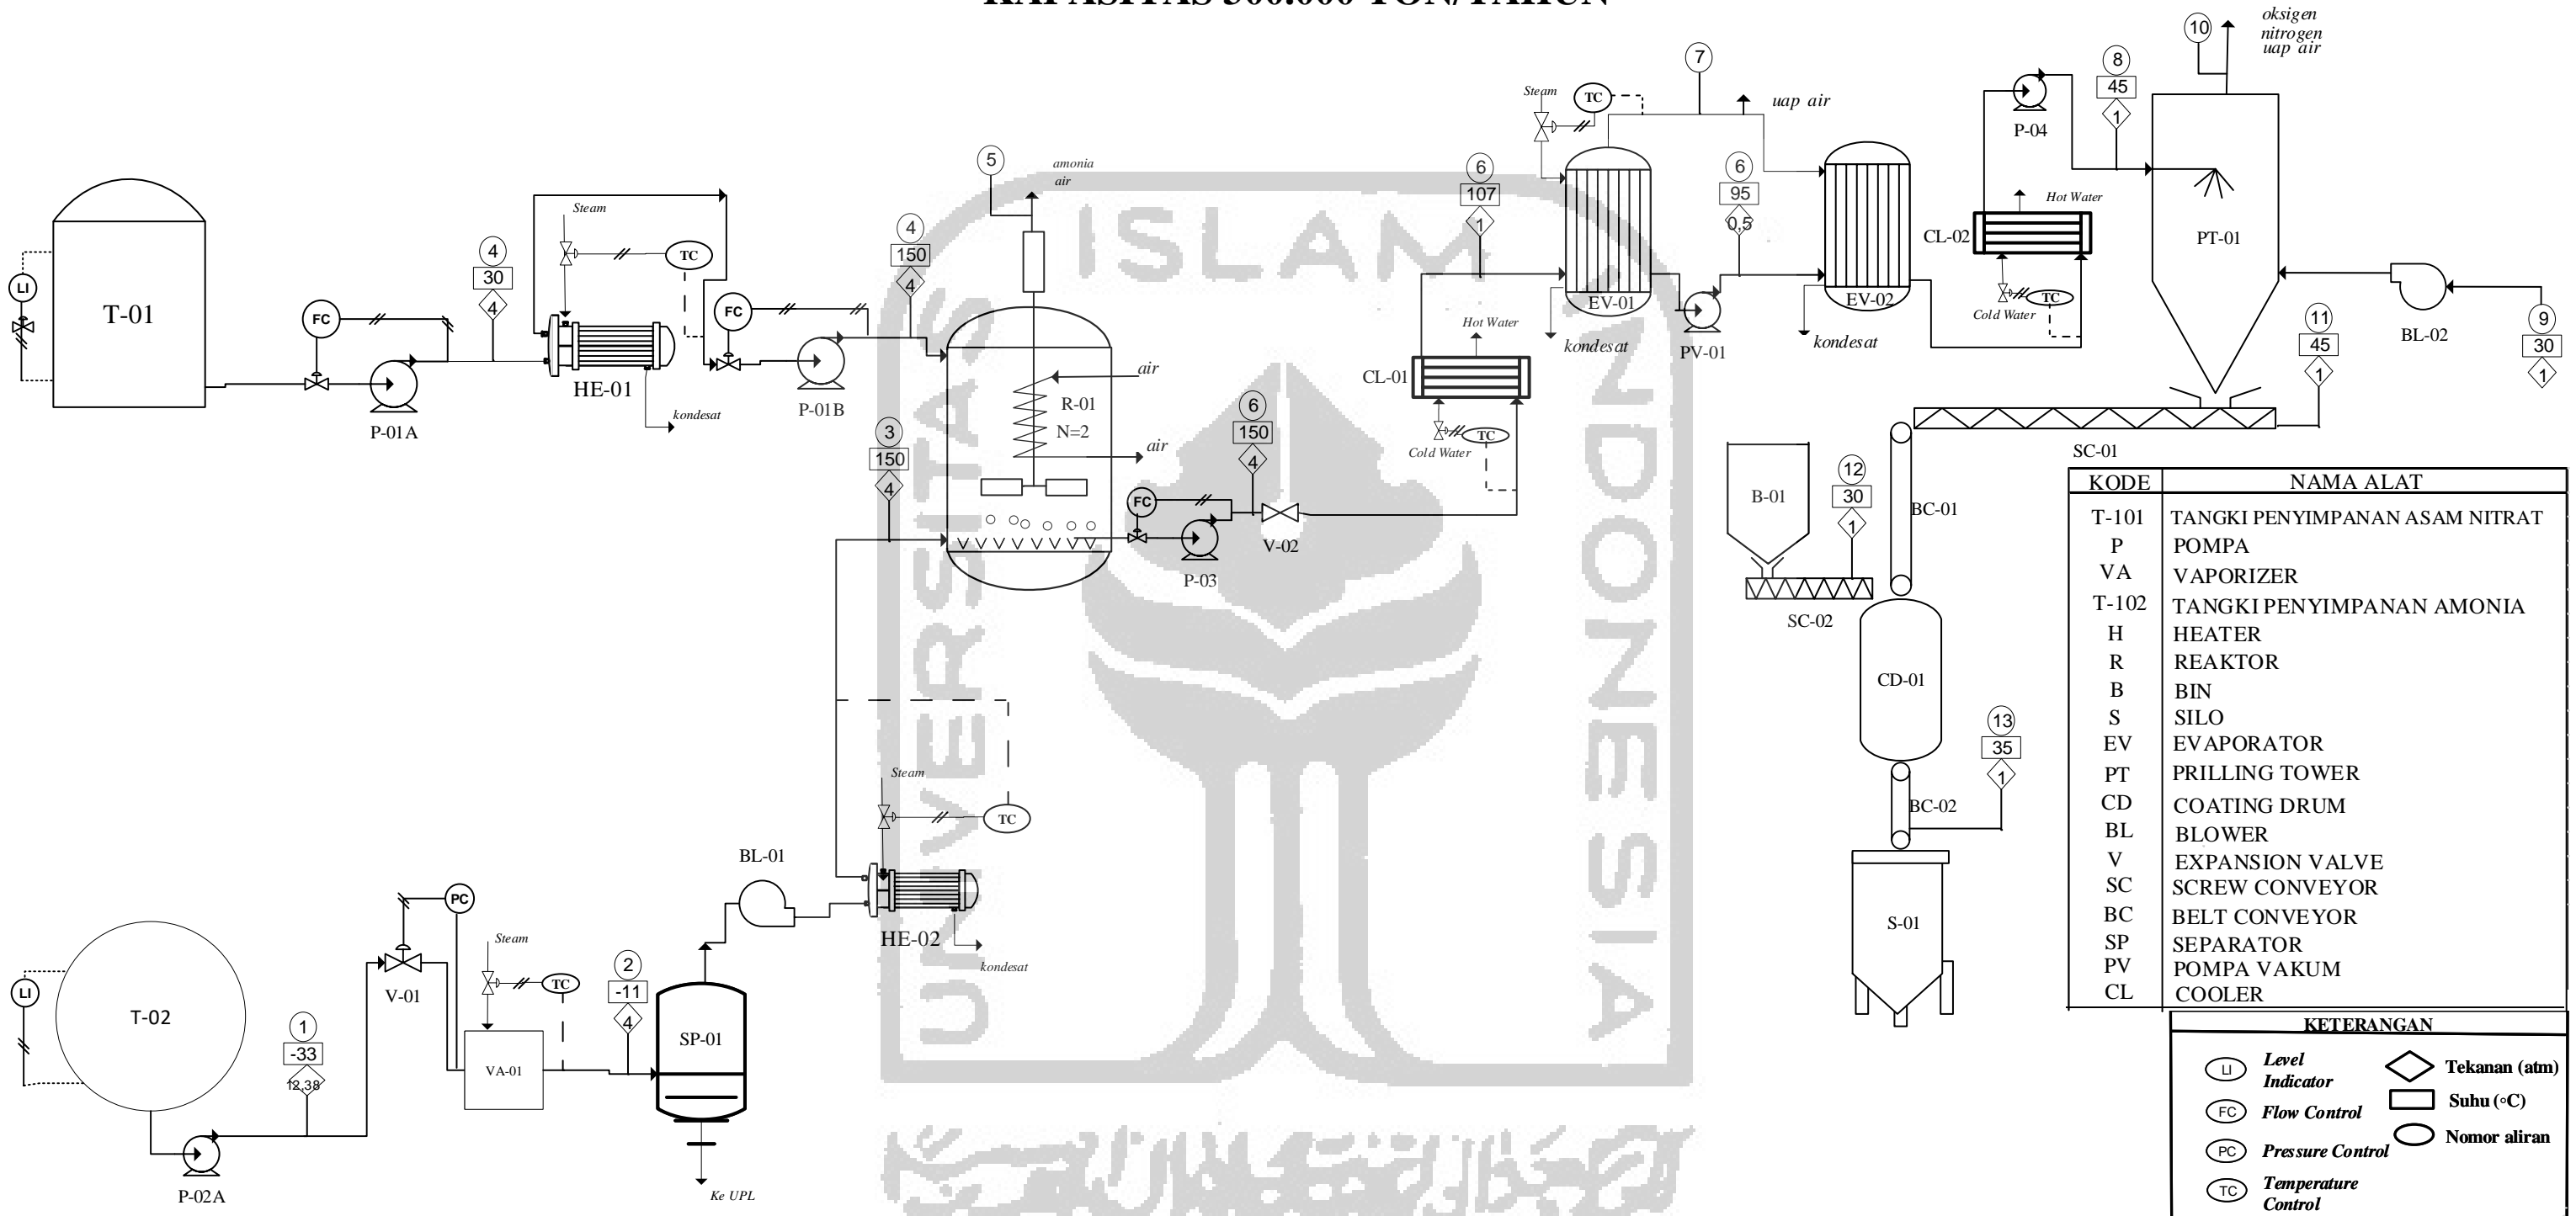 KAPASITAS 300.000 TON/TAHUN
10
oksigen
nitrogen
uap air
7
8
45
1
Steam
TC
uap air
P-04
5
amonia
air
6
107
1
6
95
0,5
Hot Water
CL-02
PT-01
Steam
4
30
4
TC
4
150
4
LI
T-01
FC
FC
EV-01
EV-02
TC
Cold Water
BL-02
9
30
1
11
45
1
PV-01
kondesat
kondesat
Hot Water
CL-01
HE-01
kondesat
P-01A
P-01B
air
R-01
N=2
air
3
150
4
6
150
4
TC
Cold Water
SC-01
FC
P-03
V-02
B-01
12
30
1
BC-01
SC-02
CD-01
13
35
1
BC-02
S-01
Steam
TC
BL-01
HE-02
kondesat
PC
V-01
Steam
TC
2
-11
4
LI
T-02
1
-33
12,38
VA-01
SP-01
P-02A
Ke UPL
KODE NAMA ALAT
T-101 TANGKI PENYIMPANAN ASAM NITRAT
P POMPA
VA VAPORIZER
T-102 TANGKI PENYIMPANAN AMONIA
H HEATER
R REAKTOR
B BIN
S SILO
EV EVAPORATOR
PT PRILLING TOWER
CD COATING DRUM
BL BLOWER
V EXPANSION VALVE
SC SCREW CONVEYOR
BC BELT CONVEYOR
SP SEPARATOR
PV POMPA VAKUM
CL COOLER
KETERANGAN
LI Level
Indicator
Tekanan (atm)
FC Flow Control
Suhu (°C)
PC Pressure Control
Nomor aliran
TC Temperature
Control
UNIVERSITAS
ISLAM
INDONESIA